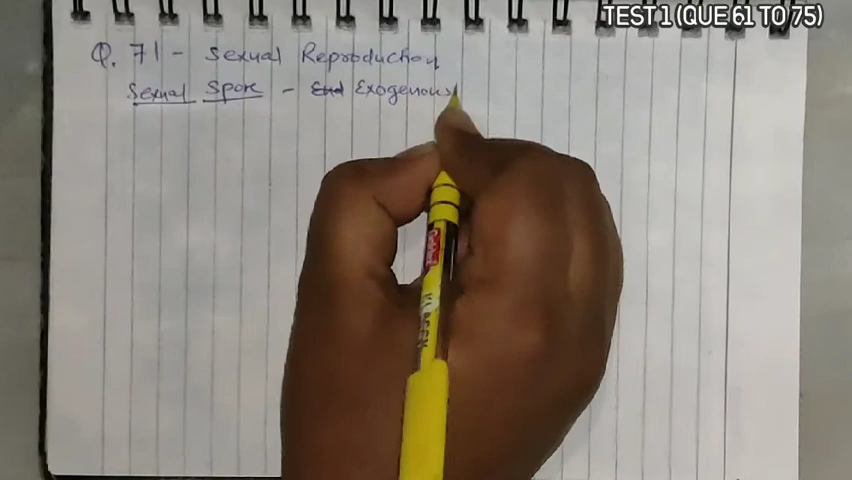 TEST 1 (QUE 61 TO 75)
Q. 71 - Sexual Reproduction
Sexual Spore - End Exogenous